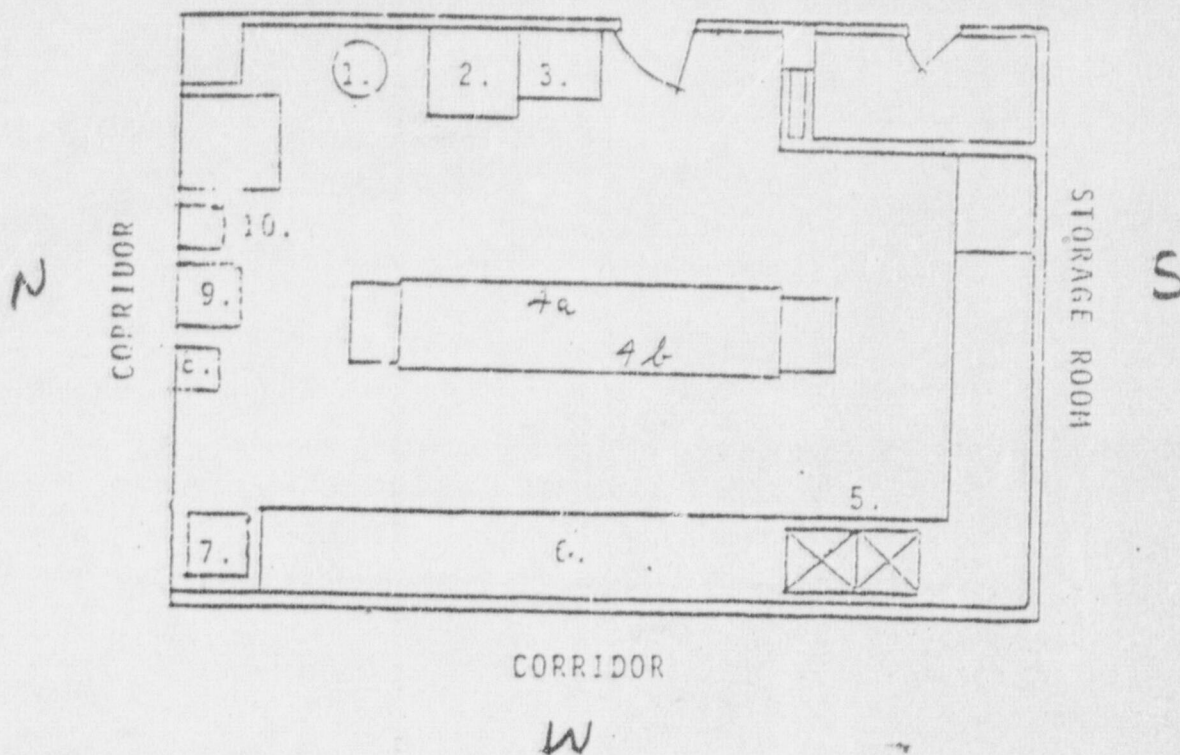 1.
2.
3.
10.
CORRIDOR
N
9.
4a
4b
STORAGE ROOM
S
5.
7.
6.
CORRIDOR
W